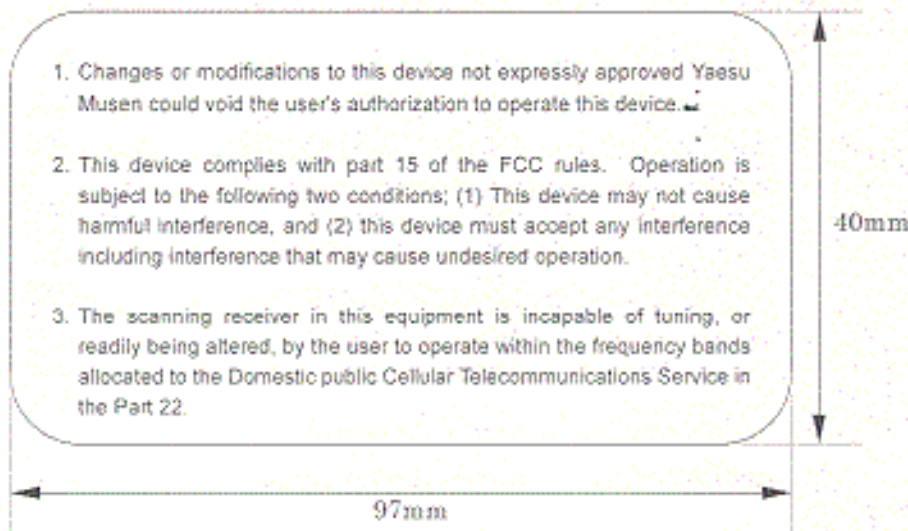 1. Changes or modifications to this device not expressly approved Yaesu
Musen could void the user's authorization to operate this device.
2. This device complies with part 15 of the FCC rules. Operation is
subject to the following two conditions; (1) This device may not cause
harmful interference, and (2) this device must accept any interference
including interference that may cause undesired operation.
3. The scanning receiver in this equipment is incapable of tuning, or
readily being altered, by the user to operate within the frequency bands
allocated to the Domestic public Cellular Telecommunications Service in
the Part 22.
40mm
97mm